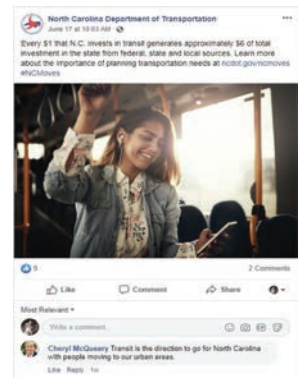 North Carolina Department of Transportation
June 17 at 10:03 AM ·
Every $1 that N.C. invests in transit generates approximately $6 of total
investment in the state from federal, state and local sources. Learn more
about the importance of planning transportation needs at ncdot.gov/ncmoves
#NCMoves
5
2 Comments
Like Comment Share
Most Relevant
Write a comment...
Cheryl McQueary Transit is the direction to go for North Carolina
with people moving to our urban areas.
Like Reply 1w